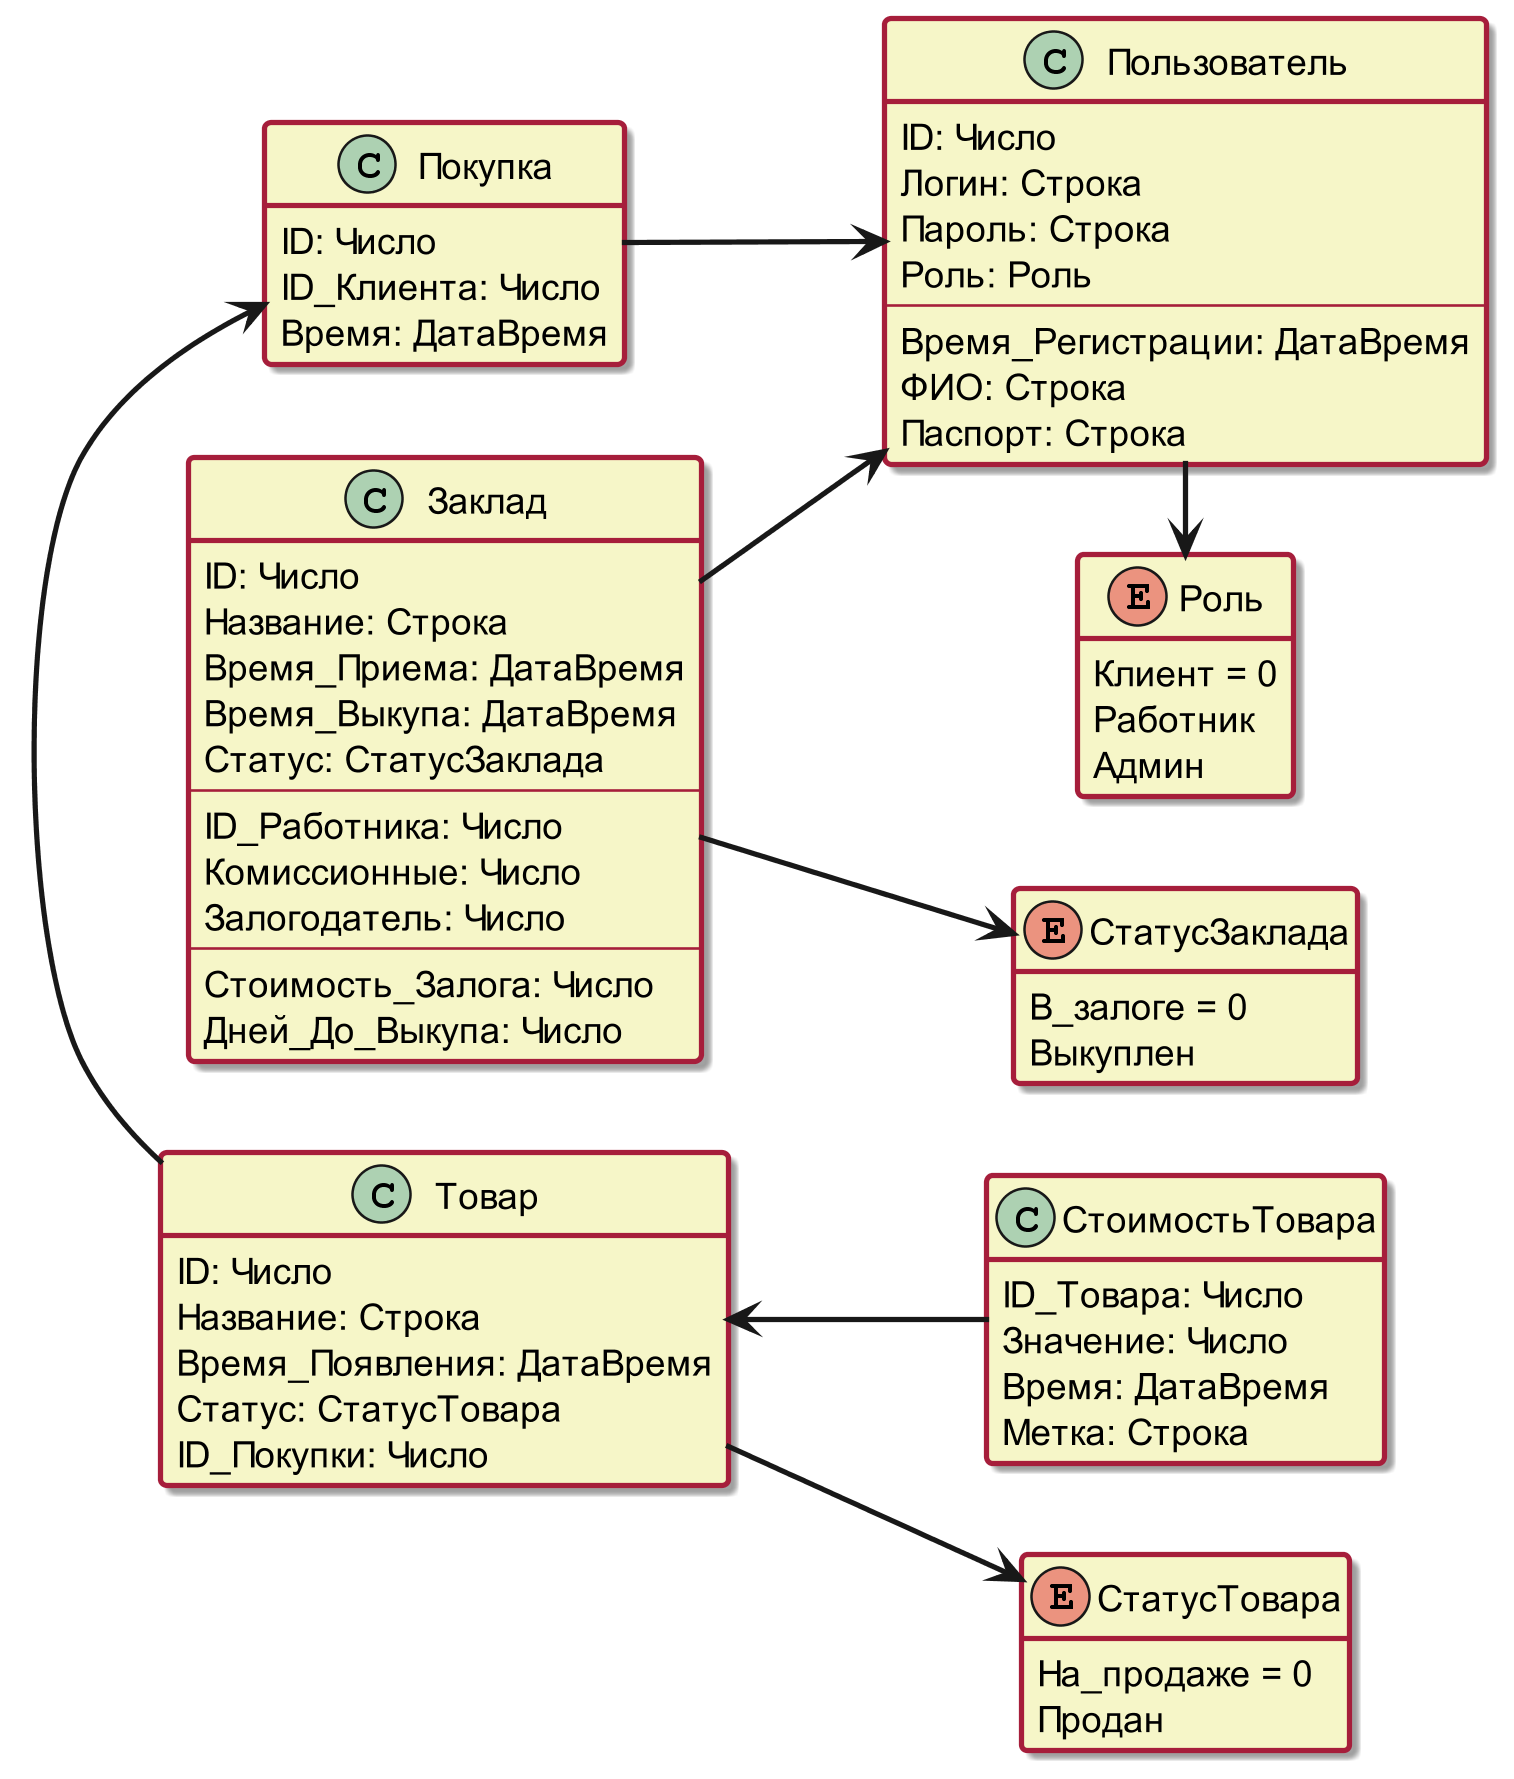 C Пользователь
ID: Число
Логин: Строка
Пароль: Строка
Роль: Роль
Время_Регистрации: ДатаВремя
ФИО: Строка
Паспорт: Строка
C Покупка
ID: Число
ID_Клиента: Число
Время: ДатаВремя
C Заклад
ID: Число
Название: Строка
Время_Приема: ДатаВремя
Время_Выкупа: ДатаВремя
Статус: СтатусЗаклада
ID_Работника: Число
Комиссионные: Число
Залогодатель: Число
Стоимость_Залога: Число
Дней_До_Выкупа: Число
E Роль
Клиент = 0
Работник
Админ
E СтатусЗаклада
В_залоге = 0
Выкуплен
C Товар
ID: Число
Название: Строка
Время_Появления: ДатаВремя
Статус: СтатусТовара
ID_Покупки: Число
C СтоимостьТовара
ID_Товара: Число
Значение: Число
Время: ДатаВремя
Метка: Строка
E СтатусТовара
На_продаже = 0
Продан